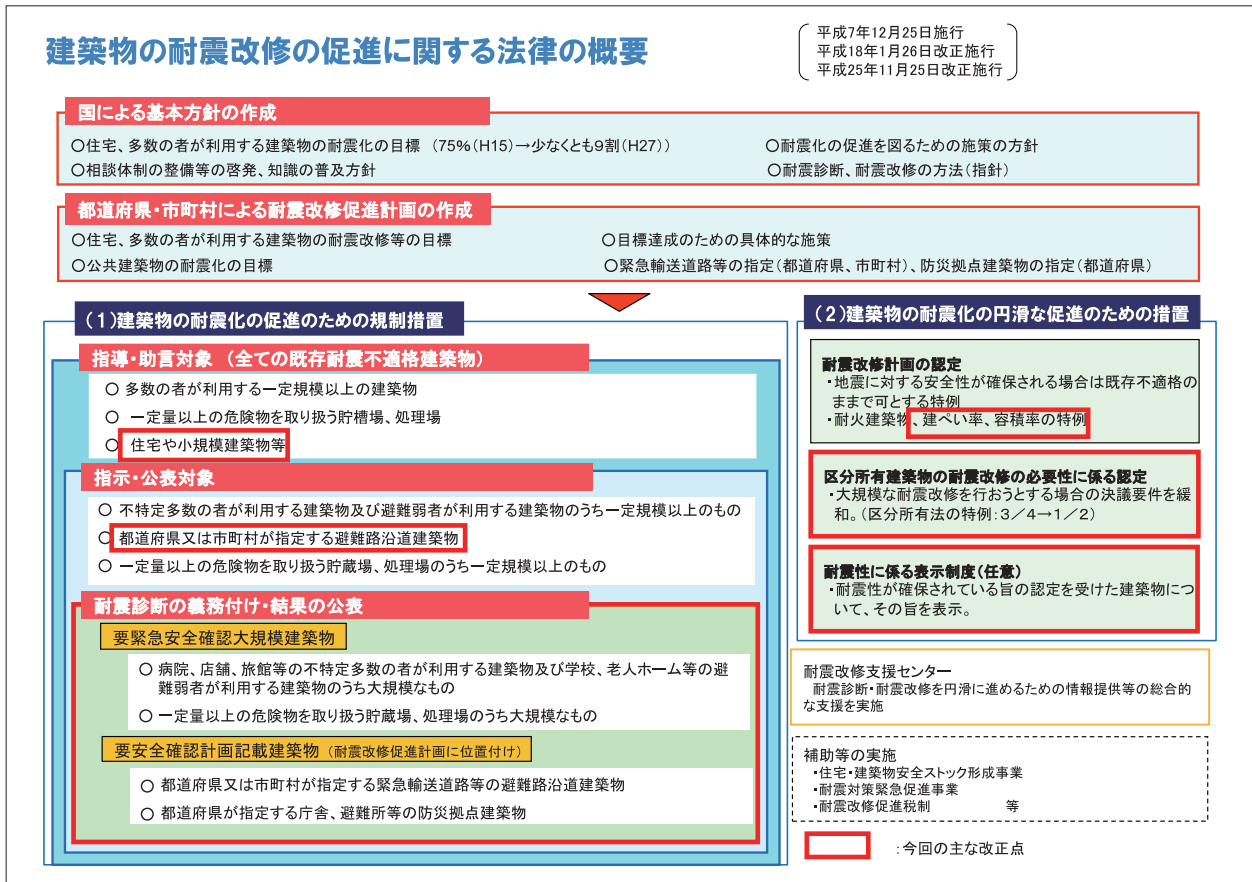 建築物の耐震改修の促進に関する法律の概要
平成7年12月25日施行
平成18年1月26日改正施行
平成25年11月25日改正施行
国による基本方針の作成
○住宅、多数の者が利用する建築物の耐震化の目標 (75%(H15)→少なくとも9割(H27))
○耐震化の促進を図るための施策の方針
○相談体制の整備等の啓発、知識の普及方針
○耐震診断、耐震改修の方法(指針)
都道府県・市町村による耐震改修促進計画の作成
○住宅、多数の者が利用する建築物の耐震改修等の目標
○目標達成のための具体的な施策
○公共建築物の耐震化の目標
○緊急輸送道路等の指定(都道府県、市町村)、防災拠点建築物の指定(都道府県)
(1)建築物の耐震化の促進のための規制措置
指導・助言対象 (全ての既存耐震不適格建築物)
○ 多数の者が利用する一定規模以上の建築物
○ 一定量以上の危険物を取り扱う貯槽場、処理場
○ 住宅や小規模建築物等
指示・公表対象
○ 不特定多数の者が利用する建築物及び避難弱者が利用する建築物のうち一定規模以上のもの
○ 都道府県又は市町村が指定する避難路沿道建築物
○ 一定量以上の危険物を取り扱う貯蔵場、処理場のうち一定規模以上のもの
耐震診断の義務付け・結果の公表
要緊急安全確認大規模建築物
○ 病院、店舗、旅館等の不特定多数の者が利用する建築物及び学校、老人ホーム等の避
難弱者が利用する建築物のうち大規模なもの
○ 一定量以上の危険物を取り扱う貯蔵場、処理場のうち大規模なもの
要安全確認計画記載建築物 (耐震改修促進計画に位置付け)
○ 都道府県又は市町村が指定する緊急輸送道路等の避難路沿道建築物
○ 都道府県が指定する庁舎、避難所等の防災拠点建築物
(2)建築物の耐震化の円滑な促進のための措置
耐震改修計画の認定
・地震に対する安全性が確保される場合は既存不適格の
ままで可とする特例
・耐火建築物、建ぺい率、容積率の特例
区分所有建築物の耐震改修の必要性に係る認定
・大規模な耐震改修を行おうとする場合の決議要件を緩
和。(区分所有法の特例:3/4→1/2)
耐震性に係る表示制度(任意)
・耐震性が確保されている旨の認定を受けた建築物につ
いて、その旨を表示。
耐震改修支援センター
耐震診断・耐震改修を円滑に進めるための情報提供等の総合的
な支援を実施
補助等の実施
・住宅・建築物安全ストック形成事業
・耐震対策緊急促進事業
・耐震改修促進税制 等
:今回の主な改正点